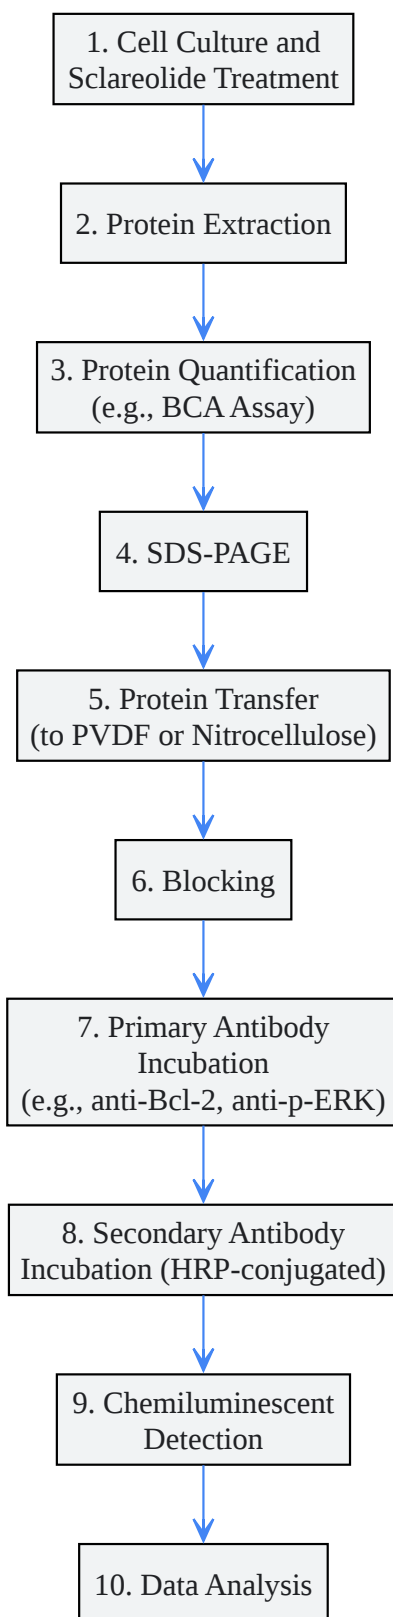 1. Cell Culture and
Sclareolide Treatment
2. Protein Extraction
3. Protein Quantification
(e.g., BCA Assay)
4. SDS-PAGE
5. Protein Transfer
(to PVDF or Nitrocellulose)
6. Blocking
7. Primary Antibody
Incubation
(e.g., anti-Bcl-2, anti-p-ERK)
8. Secondary Antibody
Incubation (HRP-conjugated)
9. Chemiluminescent
Detection
10. Data Analysis